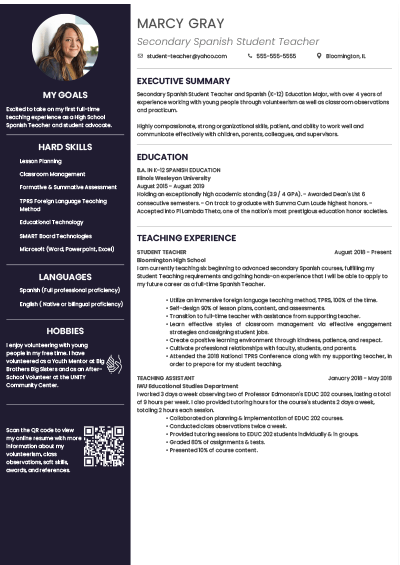 MARCY GRAY
Secondary Spanish Student Teacher
student-teacher@yahoo.com 555-555-5555 Bloomington, IL
MY GOALS
Excited to take on my first full-time
teaching experience as a High School
Spanish Teacher and student advocate.
HARD SKILLS
Lesson Planning
Classroom Management
Formative & Summative Assessment
TPRS Foreign Language Teaching
Method
Educational Technology
SMART Board Technologies
Microsoft (Word, Powerpoint, Excel)
LANGUAGES
Spanish (Full professional proficiency)
English ( Native or bilingual proficiency)
HOBBIES
I enjoy volunteering with young
people in my free time. I have
volunteered as a Youth Mentor at Big
Brothers Big Sisters and as an After-
School Volunteer at the UNITY
Community Center.
Scan the QR code to view
my online resume with more
information about my
volunteerism, class
observations, soft skills,
awards, and references.
EXECUTIVE SUMMARY
Secondary Spanish Student Teacher and Spanish (K-12) Education Major, with over 4 years of
experience working with young people through volunteerism as well as classroom observations
and practicum.
Highly compassionate, strong organizational skills, patient, and ability to work well and
communicate effectively with children, parents, colleagues, and supervisors.
EDUCATION
B.A. IN K-12 SPANISH EDUCATION
Illinois Wesleyan University
August 2015 - August 2019
Holding an exceptionally high academic standing (3.9 / 4 GPA). – Awarded Dean's List 6
consecutive semesters. – On track to graduate with Summa Cum Laude highest honors. –
Accepted into Pi Lambda Theta, one of the nation's most prestigious education honor societies.
TEACHING EXPERIENCE
STUDENT TEACHER August 2018 - Present
Bloomington High School
I am currently teaching six beginning to advanced secondary Spanish courses, fulfilling my
Student Teaching requirements and gaining hands-on experience that I will be able to apply to
my future career as a full-time Spanish Teacher.
• Utilize an immersive foreign language teaching method, TPRS, 100% of the time.
• Self-design 90% of lesson plans, content, and assessments.
• Transition to full-time teacher with assistance from supporting teacher.
• Learn effective styles of classroom management via effective engagement
strategies and assigning student jobs.
• Create a positive learning environment through kindness, patience, and respect.
• Cultivate professional relationships with faculty, students, and parents.
• Attended the 2018 National TPRS Conference along with my supporting teacher, in
order to prepare for my student teaching.
TEACHING ASSISTANT January 2018 - May 2018
IWU Educational Studies Department
I worked 3 days a week observing two of Professor Edmonson's EDUC 202 courses, lasting a total
of 9 hours per week. I also provided tutoring hours for the course's students 2 days a week,
totaling 2 hours each session.
• Collaborated on planning & implementation of EDUC 202 courses.
• Conducted class observations twice a week.
• Provided tutoring sessions to EDUC 202 students individually & in groups.
• Graded 80% of assignments & tests.
• Presented 10% of course content.